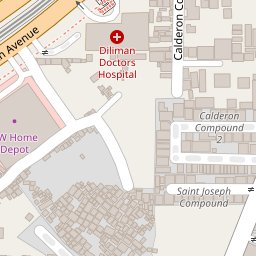 Avenue
Diliman
Doctors
Hospital
Calderon Co
W Home
Depot
Calderon
Compound
2
Saint Joseph
Compound